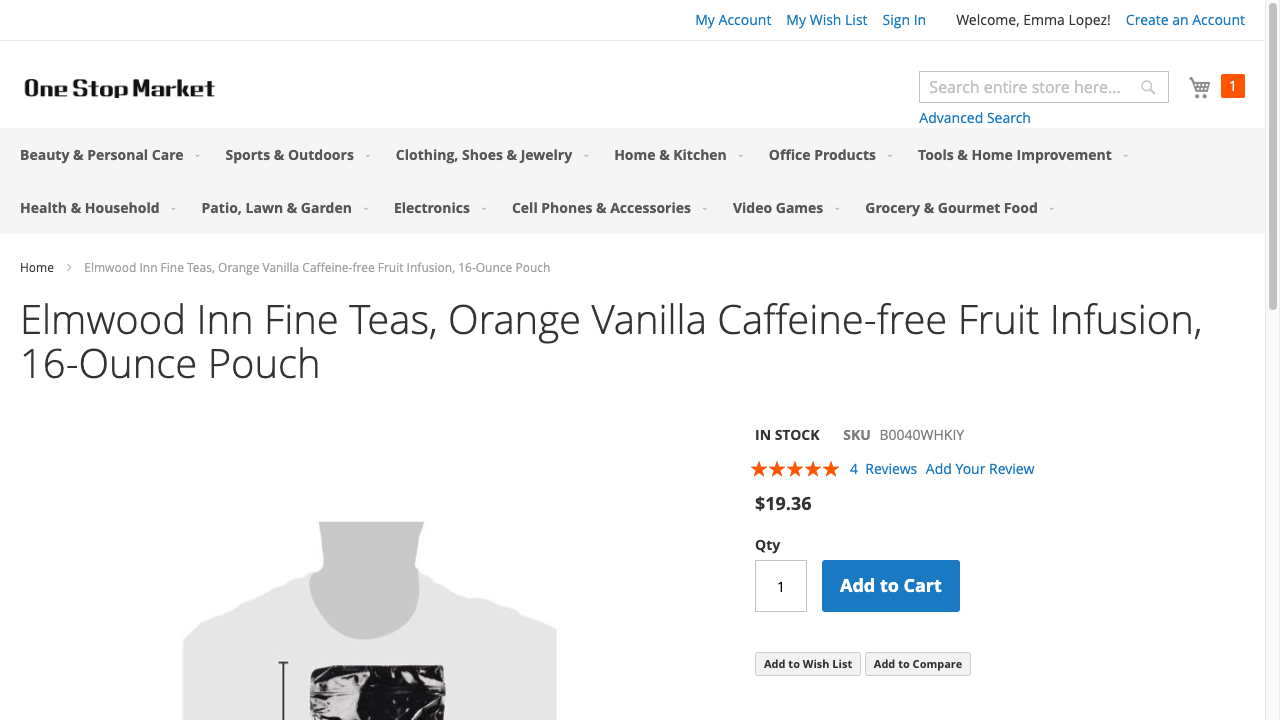 My Account My Wish List Sign In Welcome, Emma Lopez! Create an Account
One Stop Market
Search entire store here...
1
Advanced Search
Beauty & Personal Care Sports & Outdoors Clothing, Shoes & Jewelry Home & Kitchen Office Products Tools & Home Improvement
Health & Household Patio, Lawn & Garden Electronics Cell Phones & Accessories Video Games Grocery & Gourmet Food
Home Elmwood Inn Fine Teas, Orange Vanilla Caffeine-free Fruit Infusion, 16-Ounce Pouch
Elmwood Inn Fine Teas, Orange Vanilla Caffeine-free Fruit Infusion,
16-Ounce Pouch
IN STOCK SKU B0040WHKIY
4 Reviews Add Your Review
$19.36
Qty
1
Add to Cart
Add to Wish List Add to Compare